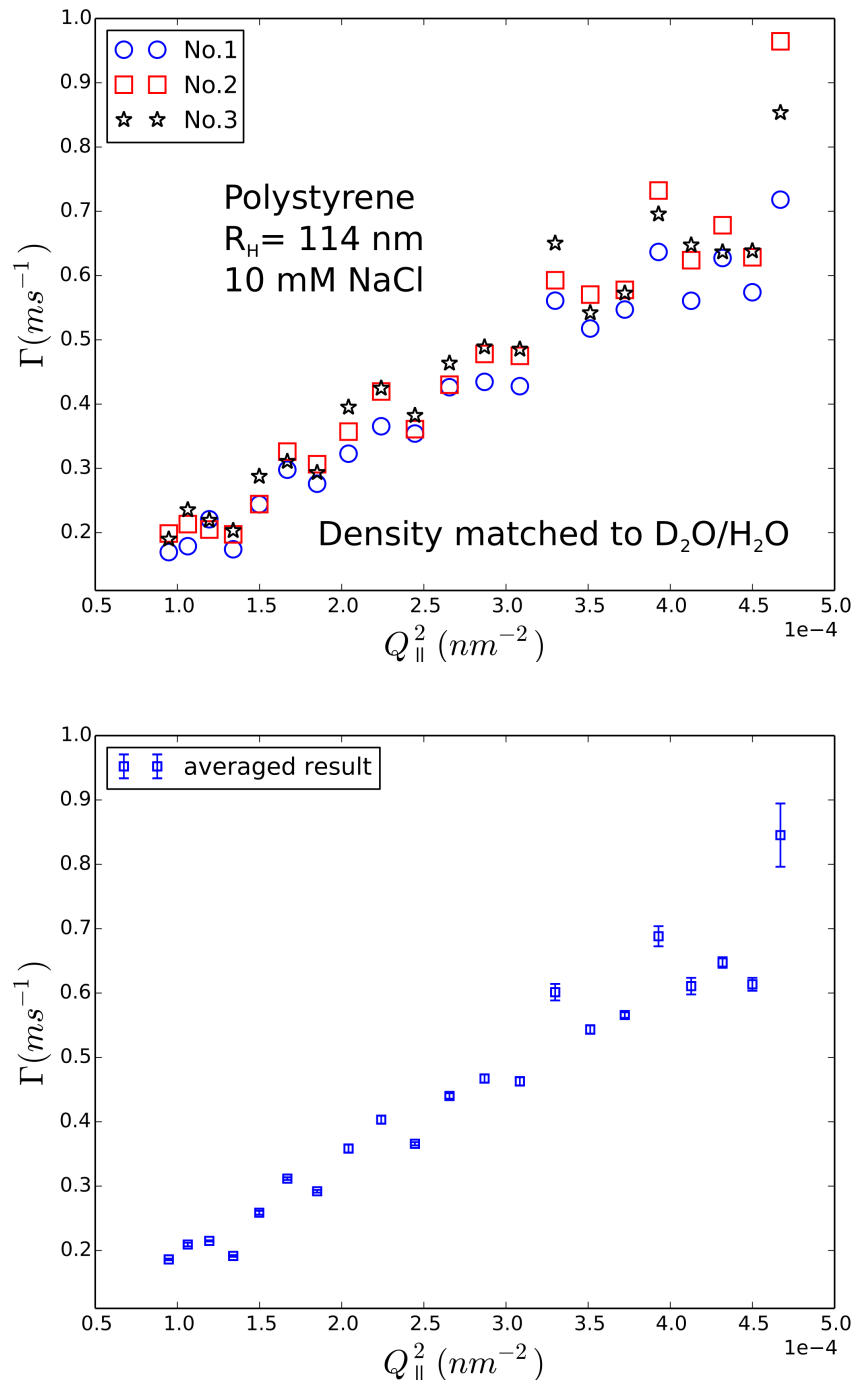 1.0
0.9
0.8
0.7
0.6
0.5
0.4
0.3
0.2
Γ(ms⁻¹)
No.1
No.2
No.3
Polystyrene
R_H= 114 nm
10 mM NaCl
Density matched to D₂O/H₂O
0.5 1.0 1.5 2.0 2.5 3.0 3.5 4.0 4.5 5.0
1e−4
Q²∥ (nm⁻²)
1.0
0.9
0.8
0.7
0.6
0.5
0.4
0.3
0.2
Γ(ms⁻¹)
averaged result
0.5 1.0 1.5 2.0 2.5 3.0 3.5 4.0 4.5 5.0
1e−4
Q²∥ (nm⁻²)